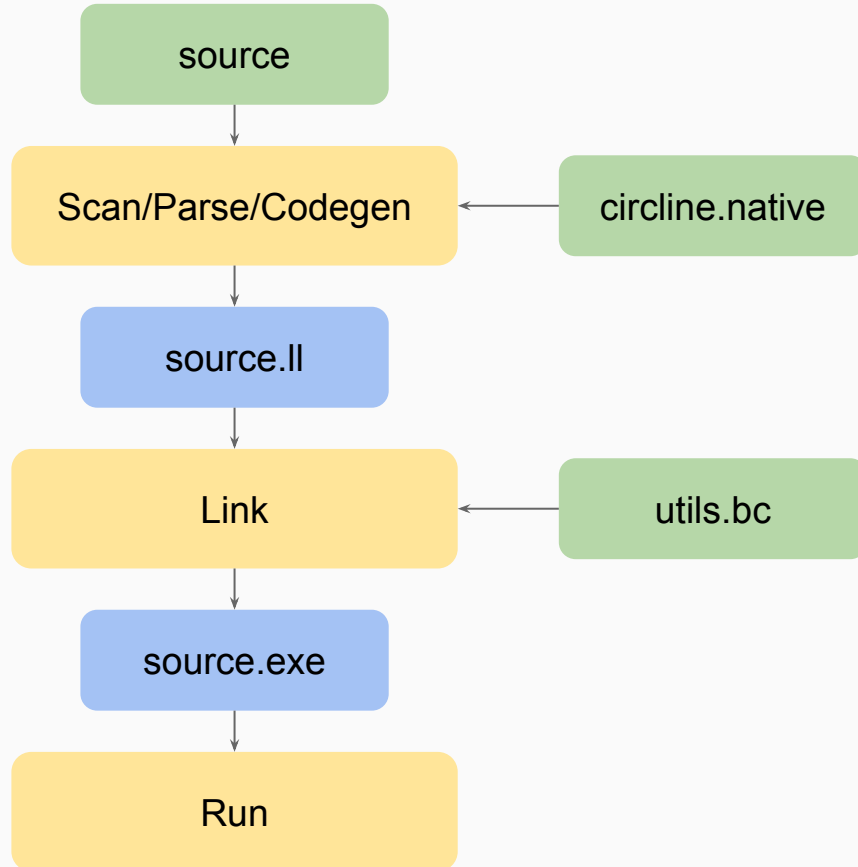 source
Scan/Parse/Codegen
circline.native
source.ll
Link
utils.bc
source.exe
Run